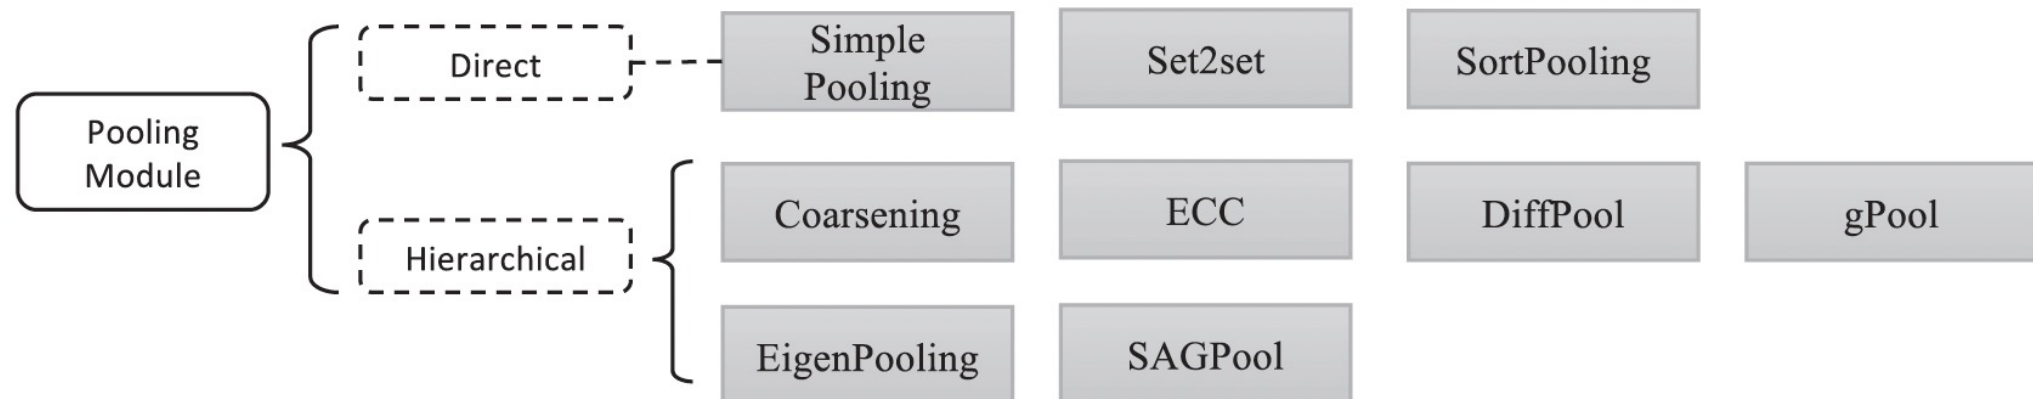 Pooling
Module
Direct
Simple
Pooling
Set2set
SortPooling
Hierarchical
Coarsening
ECC
DiffPool
gPool
EigenPooling
SAGPool